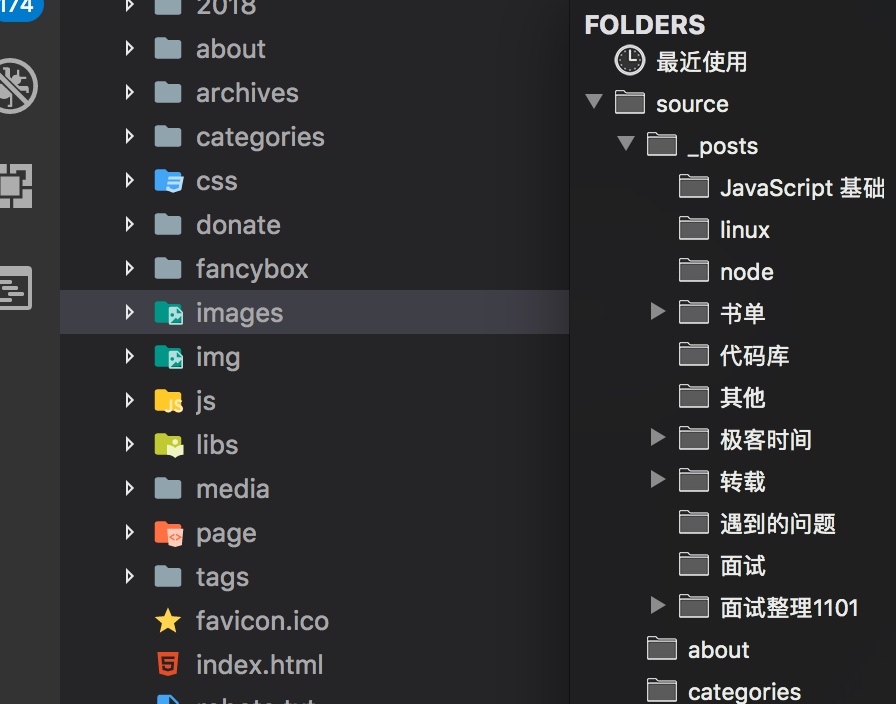 174
2018
about
archives
categories
css
donate
fancybox
images
img
js
libs
media
page
tags
favicon.ico
index.html
robots.txt
FOLDERS
最近使用
source
_posts
JavaScript 基础
linux
node
书单
代码库
其他
极客时间
转载
遇到的问题
面试
面试整理1101
about
categories